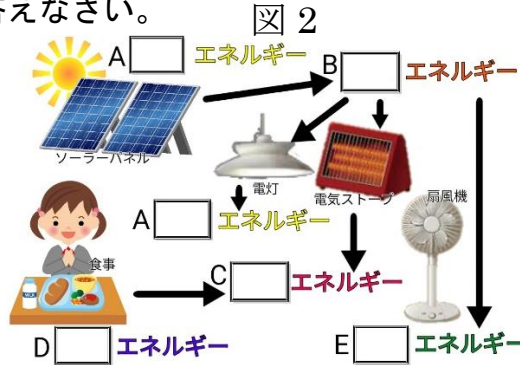 答えなさい。
図2
A エネルギー
B エネルギー
ソーラーパネル
電灯
電気ストーブ
扇風機
A エネルギー
食事
MILK
C エネルギー
D エネルギー
E エネルギー